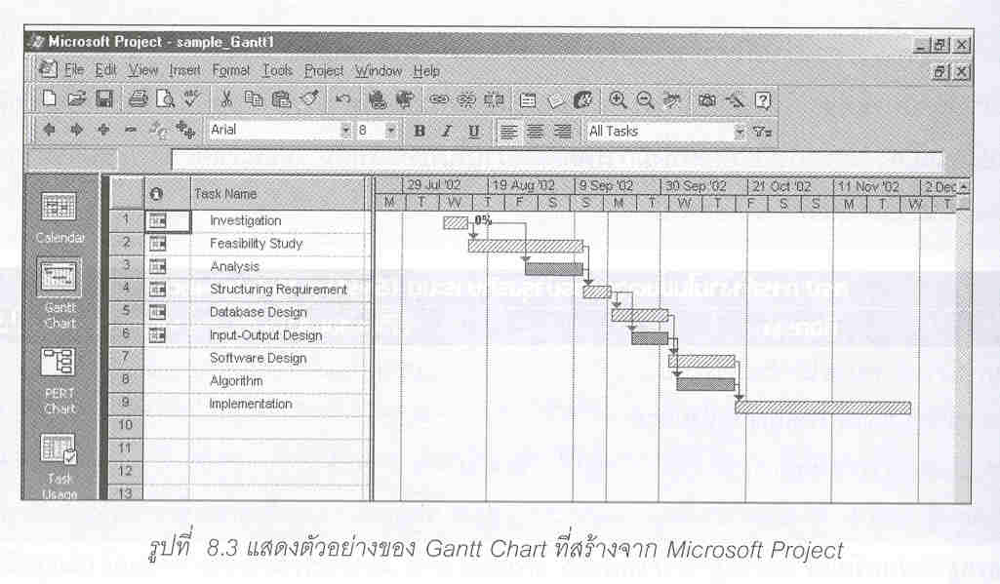 Microsoft Project - sample_Gantt1
File Edit View Insert Format Tools Project Window Help
Arial 8 B I U All Tasks
Task Name
29 Jul '02 19 Aug '02 9 Sep '02 30 Sep '02 21 Oct '02 11 Nov '02 2 Dec
M T W T F S S M T W T F S S M T W T
1 Investigation 0%
2 Feasibility Study
3 Analysis
4 Structuring Requirement
5 Database Design
6 Input-Output Design
7 Software Design
8 Algorithm
9 Implementation
10
11
12
13
Calendar
Gantt
Chart
PERT
Chart
Task
Usage
รูปที่ 8.3 แสดงตัวอย่างของ Gantt Chart ที่สร้างจาก Microsoft Project